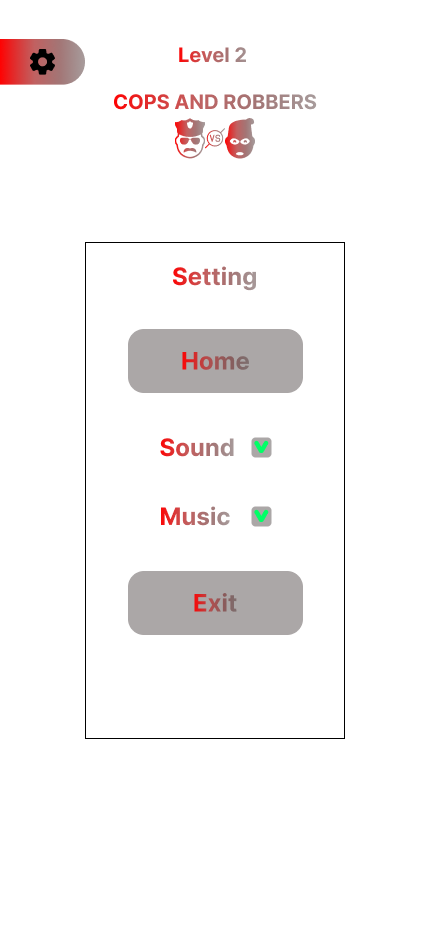 Level 2
COPS AND ROBBERS
VS
Setting
Home
Sound
Music
Exit